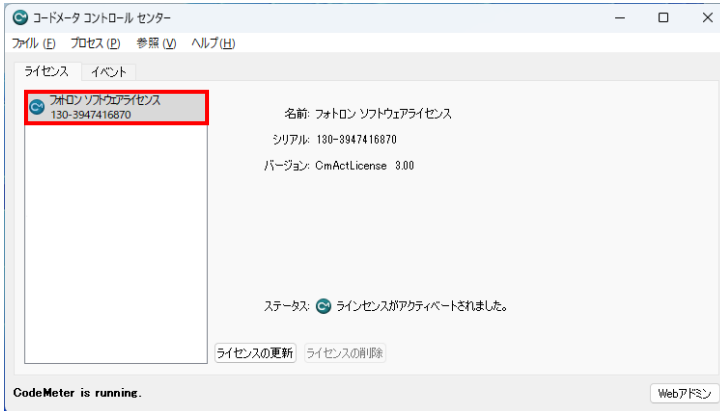 コードメータ コントロール センター
ファイル (F) プロセス (P) 参照 (V) ヘルプ(H)
ライセンス イベント
フォトロン ソフトウェアライセンス
130-3947416870
名前: フォトロン ソフトウェアライセンス
シリアル: 130-3947416870
バージョン: CmActLicense 3.00
ステータス: ラインセンスがアクティベートされました。
ライセンスの更新 ライセンスの削除
CodeMeter is running.
Webアドミン